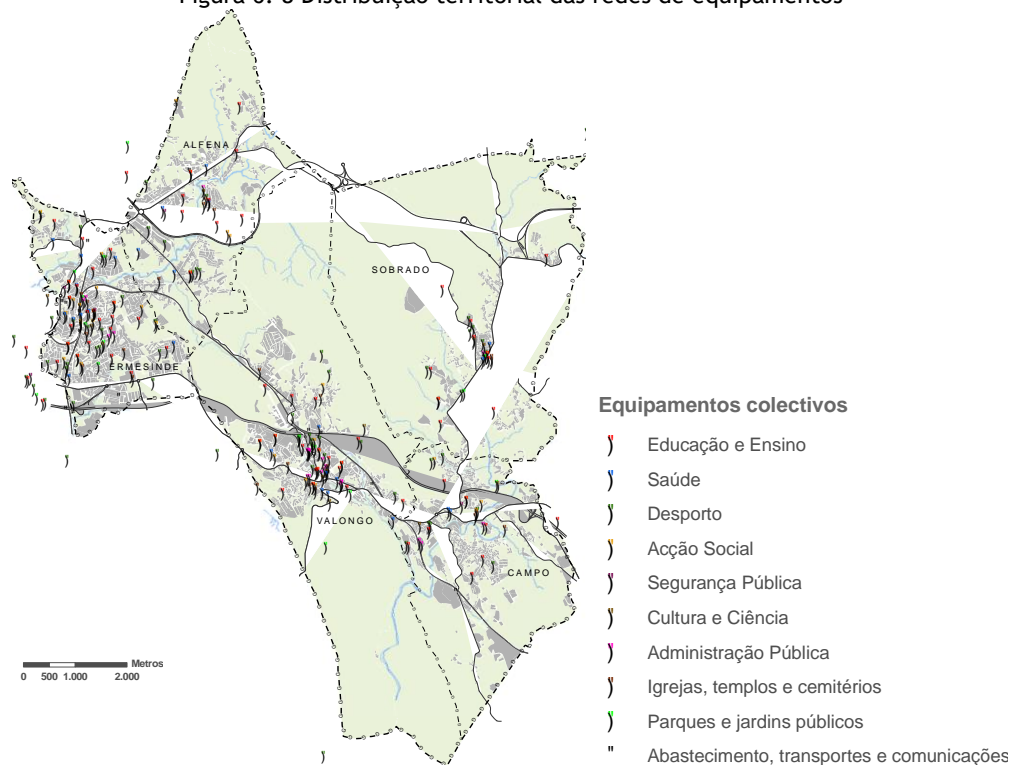 Figura 6. 8 Distribuição territorial das redes de equipamentos
ALFENA
SOBRADO
ERMESINDE
VALONGO
CAMPO
Metros
0 500 1.000 2.000
Equipamentos colectivos
Educação e Ensino
Saúde
Desporto
Acção Social
Segurança Pública
Cultura e Ciência
Administração Pública
Igrejas, templos e cemitérios
Parques e jardins públicos
Abastecimento, transportes e comunicações